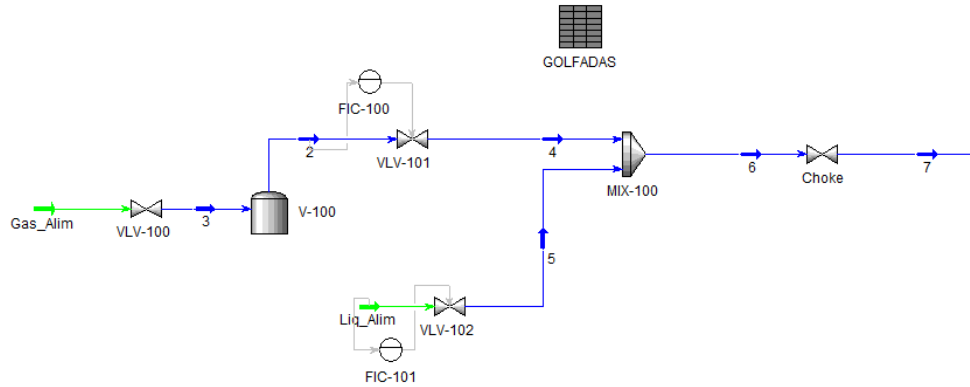 GOLFADAS
FIC-100
2
VLV-101
4
MIX-100
6
Choke
7
Gas_Alim
VLV-100
3
V-100
5
Liq_Alim
VLV-102
FIC-101